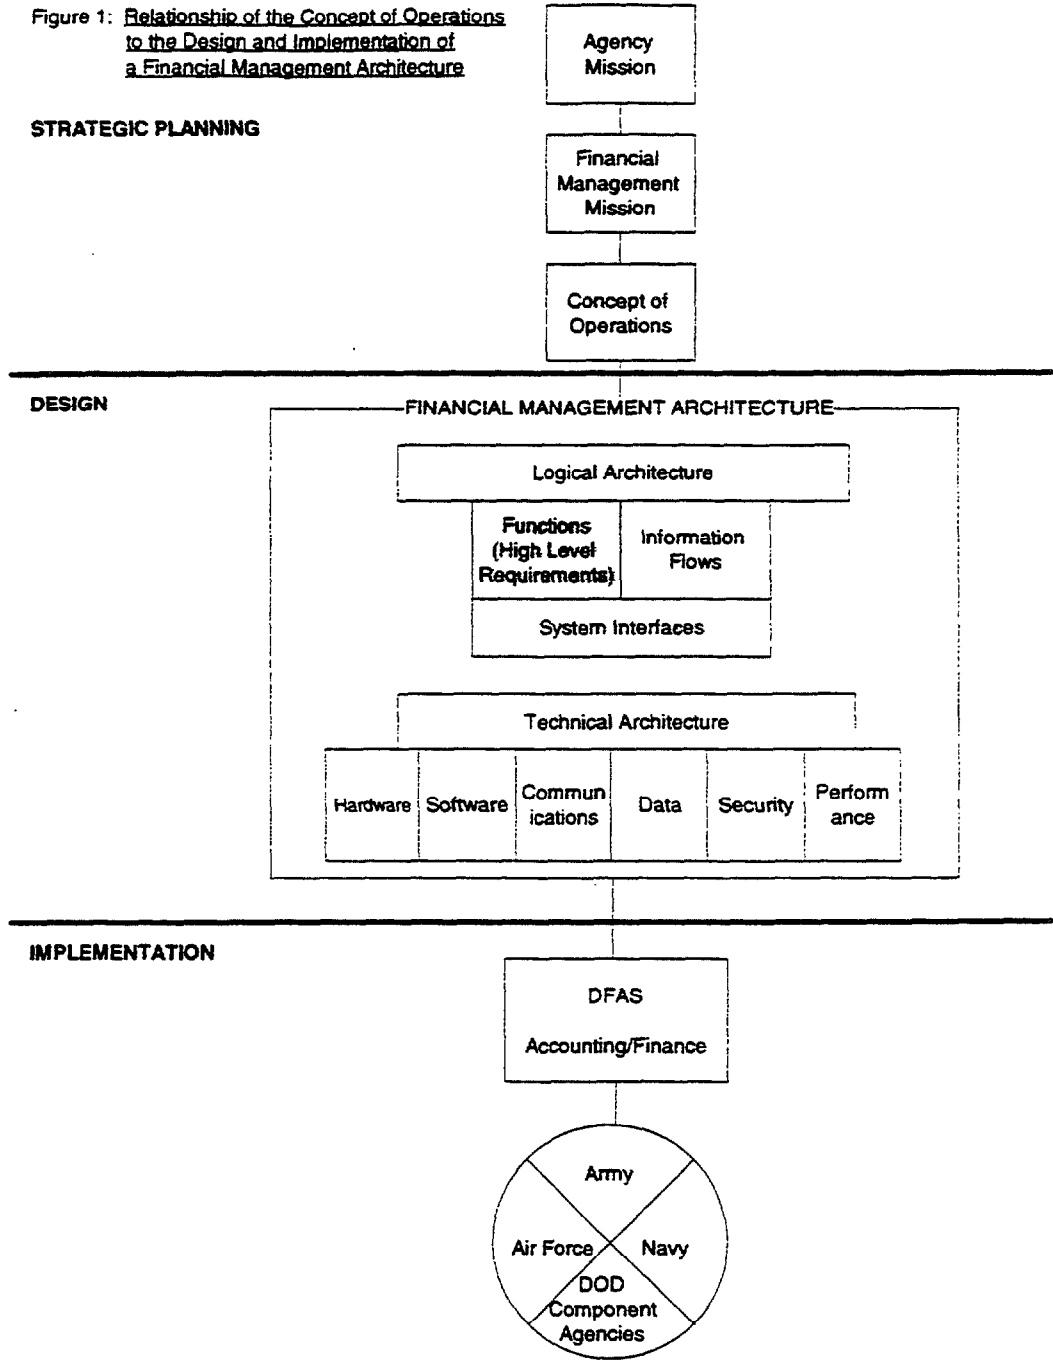 Figure 1: Relationship of the Concept of Operations
to the Design and Implementation of
a Financial Management Architecture
Agency
Mission
STRATEGIC PLANNING
Financial
Management
Mission
Concept of
Operations
DESIGN
FINANCIAL MANAGEMENT ARCHITECTURE
Logical Architecture
Functions
(High Level
Requirements)
Information
Flows
System Interfaces
Technical Architecture
Hardware
Software
Commun
ications
Data
Security
Perform
ance
IMPLEMENTATION
DFAS
Accounting/Finance
Army
Air Force
Navy
DOD
Component
Agencies